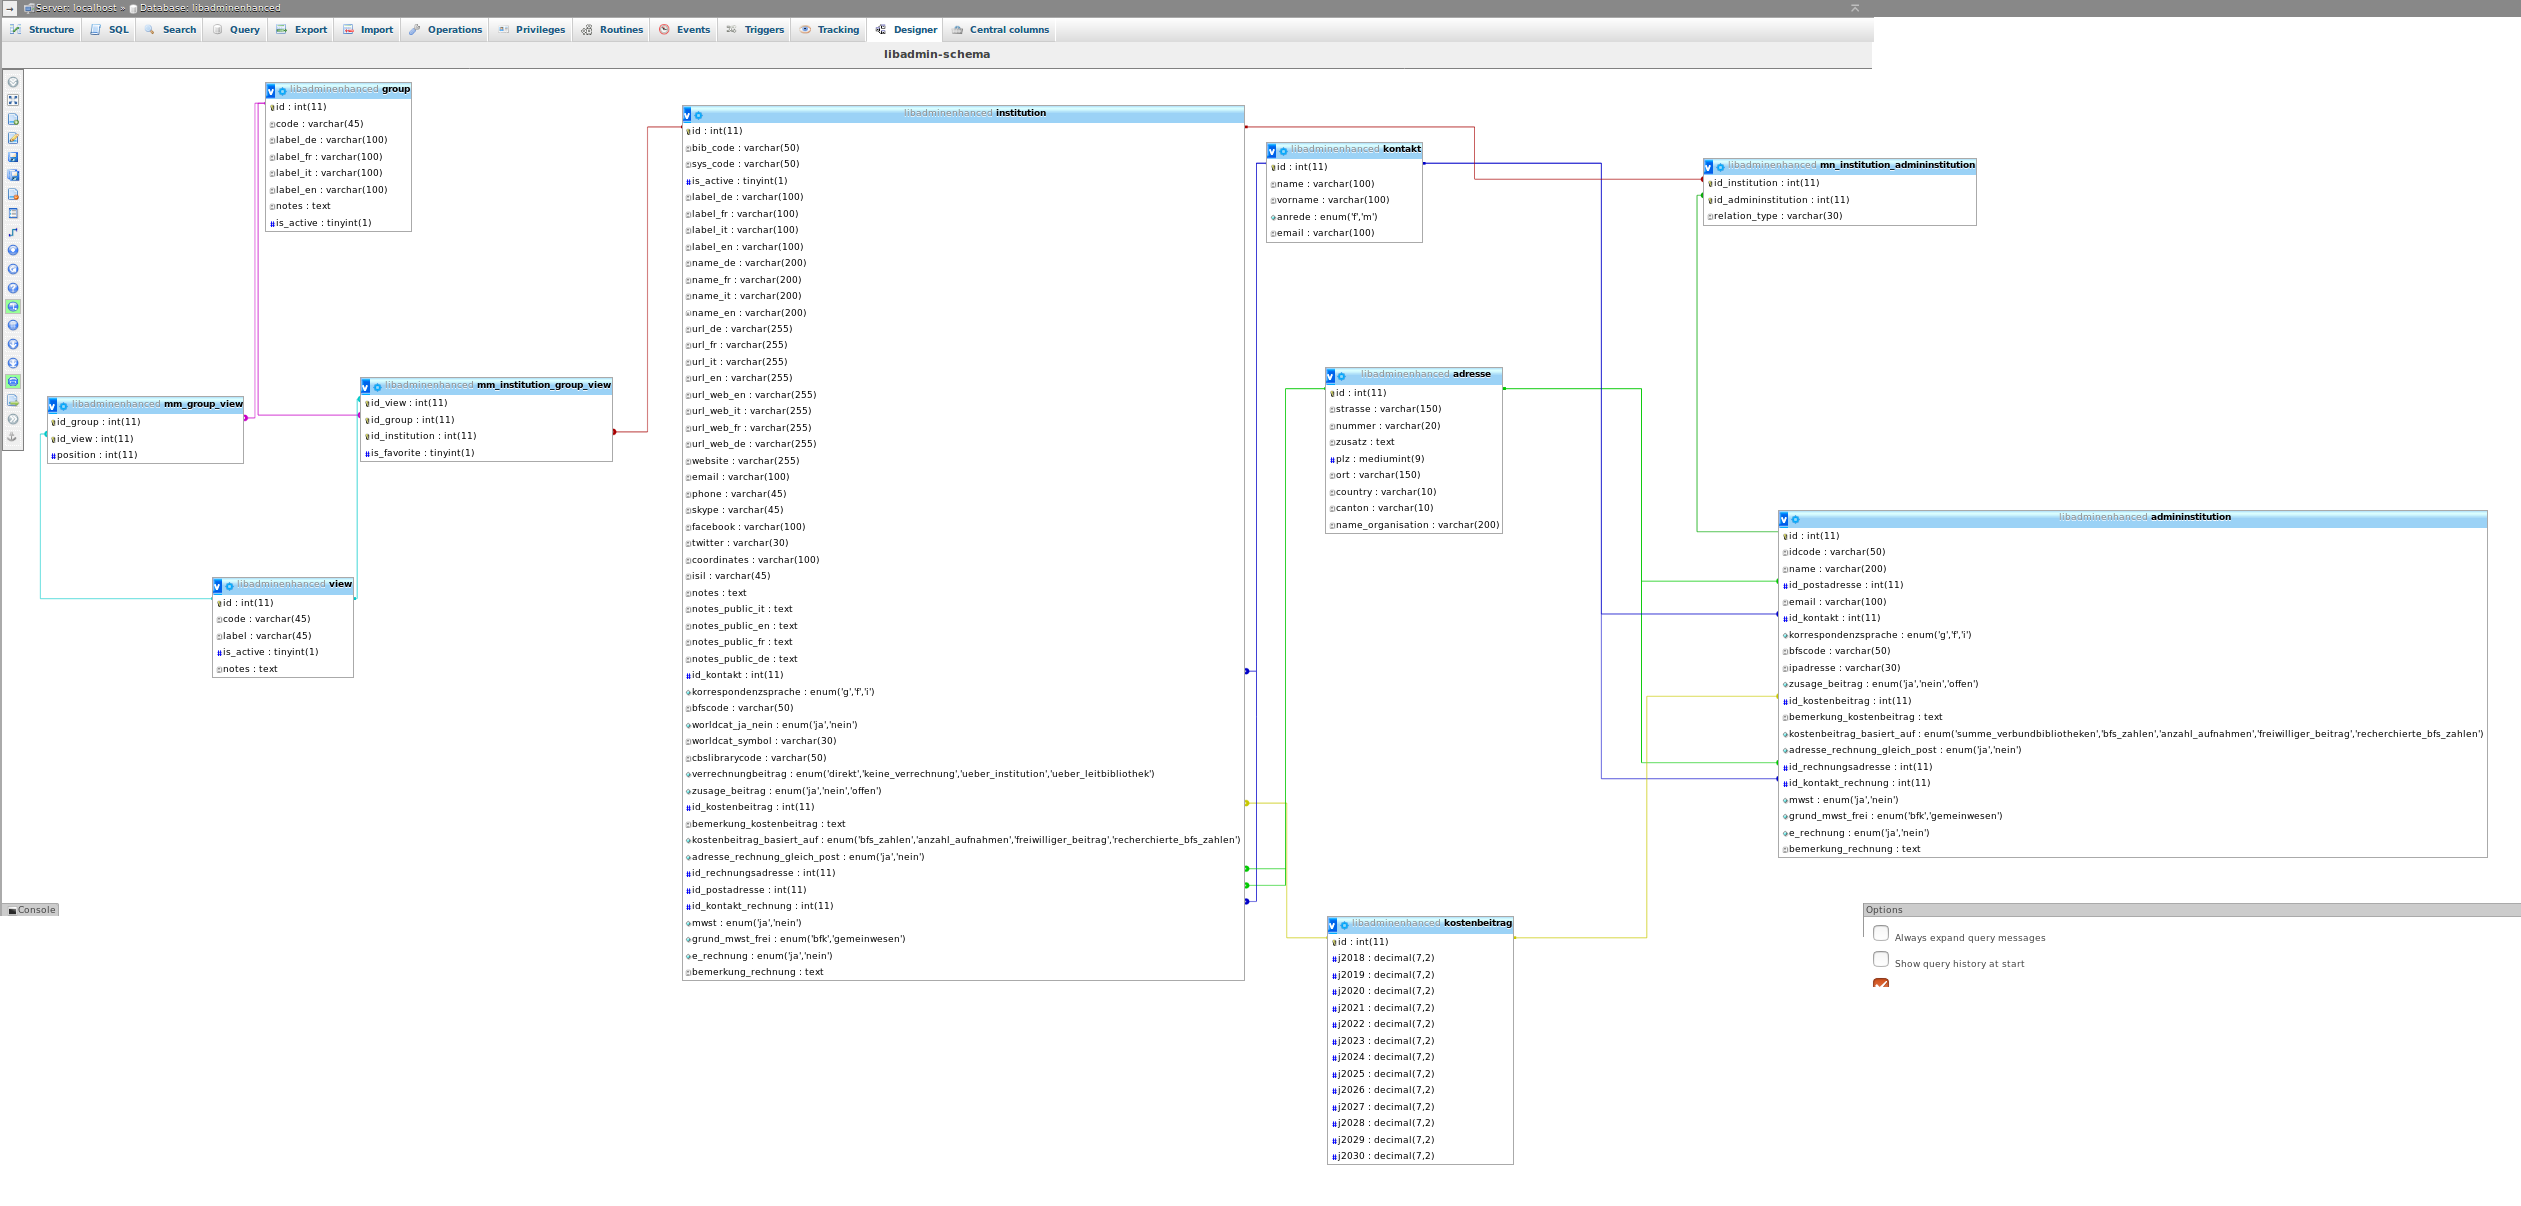 Server: localhost » Database: libadminenhanced
Structure SQL Search Query Export Import Operations Privileges Routines Events Triggers Tracking Designer Central columns
libadmin-schema
libadminenhanced group
id : int(11)
code : varchar(45)
label_de : varchar(100)
label_fr : varchar(100)
label_it : varchar(100)
label_en : varchar(100)
notes : text
is_active : tinyint(1)
libadminenhanced mm_group_view
id_group : int(11)
id_view : int(11)
position : int(11)
libadminenhanced mm_institution_group_view
id_view : int(11)
id_group : int(11)
id_institution : int(11)
is_favorite : tinyint(1)
libadminenhanced view
id : int(11)
code : varchar(45)
label : varchar(45)
is_active : tinyint(1)
notes : text
libadminenhanced institution
id : int(11)
bib_code : varchar(50)
sys_code : varchar(50)
is_active : tinyint(1)
label_de : varchar(100)
label_fr : varchar(100)
label_it : varchar(100)
label_en : varchar(100)
name_de : varchar(200)
name_fr : varchar(200)
name_it : varchar(200)
name_en : varchar(200)
url_de : varchar(255)
url_fr : varchar(255)
url_it : varchar(255)
url_en : varchar(255)
url_web_en : varchar(255)
url_web_it : varchar(255)
url_web_fr : varchar(255)
url_web_de : varchar(255)
website : varchar(255)
email : varchar(100)
phone : varchar(45)
skype : varchar(45)
facebook : varchar(100)
twitter : varchar(30)
coordinates : varchar(100)
isil : varchar(45)
notes : text
notes_public_it : text
notes_public_en : text
notes_public_fr : text
notes_public_de : text
id_kontakt : int(11)
korrespondenzsprache : enum('g','f','i')
bfscode : varchar(50)
worldcat_ja_nein : enum('ja','nein')
worldcat_symbol : varchar(30)
cbslibrarycode : varchar(50)
verrechnungbeitrag : enum('direkt','keine_verrechnung','ueber_institution','ueber_leitbibliothek')
zusage_beitrag : enum('ja','nein','offen')
id_kostenbeitrag : int(11)
bemerkung_kostenbeitrag : text
kostenbeitrag_basiert_auf : enum('bfs_zahlen','anzahl_aufnahmen','freiwilliger_beitrag','recherchierte_bfs_zahlen')
adresse_rechnung_gleich_post : enum('ja','nein')
id_rechnungsadresse : int(11)
id_postadresse : int(11)
id_kontakt_rechnung : int(11)
mwst : enum('ja','nein')
grund_mwst_frei : enum('bfk','gemeinwesen')
e_rechnung : enum('ja','nein')
bemerkung_rechnung : text
libadminenhanced kontakt
id : int(11)
name : varchar(100)
vorname : varchar(100)
anrede : enum('f','m')
email : varchar(100)
libadminenhanced adresse
id : int(11)
strasse : varchar(150)
nummer : varchar(20)
zusatz : text
plz : mediumint(9)
ort : varchar(150)
country : varchar(10)
canton : varchar(10)
name_organisation : varchar(200)
libadminenhanced kostenbeitrag
id : int(11)
j2018 : decimal(7,2)
j2019 : decimal(7,2)
j2020 : decimal(7,2)
j2021 : decimal(7,2)
j2022 : decimal(7,2)
j2023 : decimal(7,2)
j2024 : decimal(7,2)
j2025 : decimal(7,2)
j2026 : decimal(7,2)
j2027 : decimal(7,2)
j2028 : decimal(7,2)
j2029 : decimal(7,2)
j2030 : decimal(7,2)
libadminenhanced mn_institution_admininstitution
id_institution : int(11)
id_admininstitution : int(11)
relation_type : varchar(30)
libadminenhanced admininstitution
id : int(11)
idcode : varchar(50)
name : varchar(200)
id_postadresse : int(11)
email : varchar(100)
id_kontakt : int(11)
korrespondenzsprache : enum('g','f','i')
bfscode : varchar(50)
ipadresse : varchar(30)
zusage_beitrag : enum('ja','nein','offen')
id_kostenbeitrag : int(11)
bemerkung_kostenbeitrag : text
kostenbeitrag_basiert_auf : enum('summe_verbundbibliotheken','bfs_zahlen','anzahl_aufnahmen','freiwilliger_beitrag','recherchierte_bfs_zahlen')
adresse_rechnung_gleich_post : enum('ja','nein')
id_rechnungsadresse : int(11)
id_kontakt_rechnung : int(11)
mwst : enum('ja','nein')
grund_mwst_frei : enum('bfk','gemeinwesen')
e_rechnung : enum('ja','nein')
bemerkung_rechnung : text
Console
Options
Always expand query messages
Show query history at start